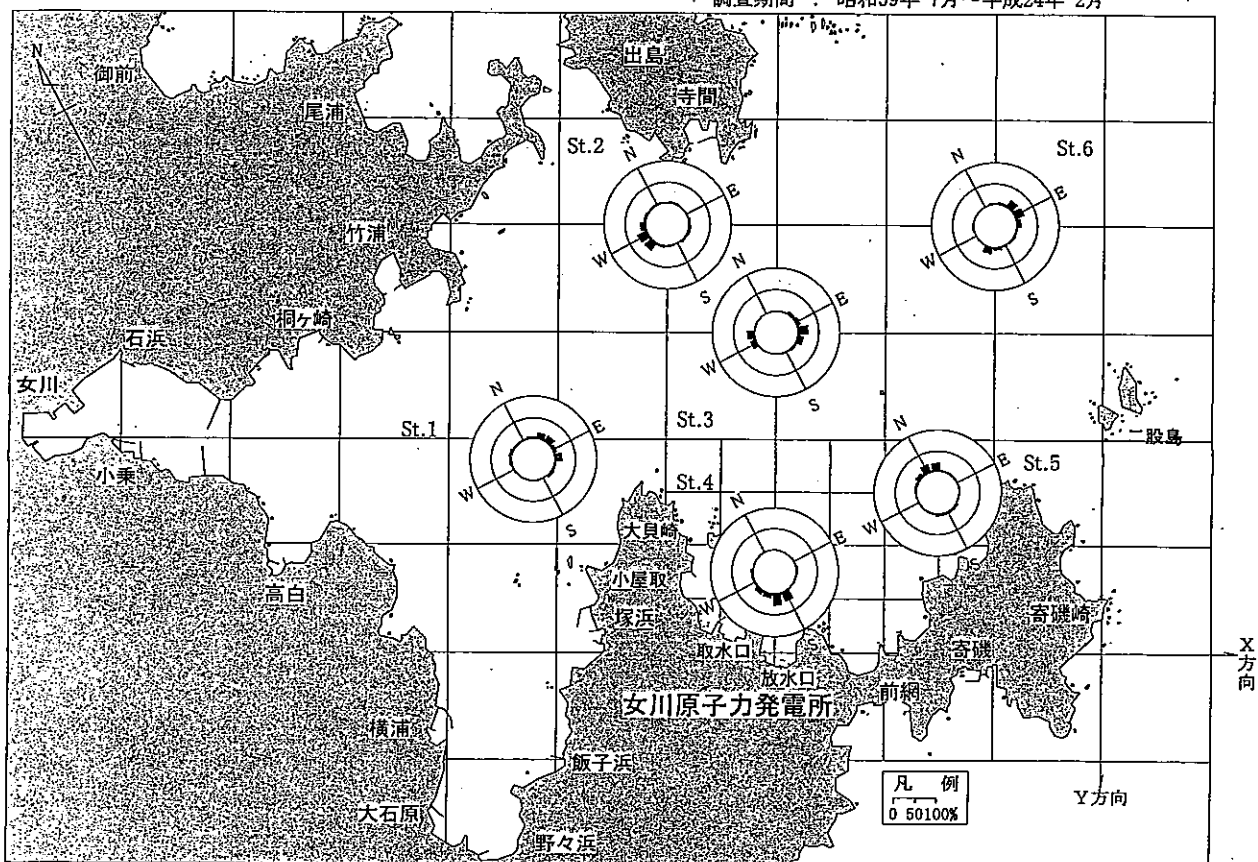 調査期間 : 昭和59年 7月 ~ 平成24年 2月
N
御前
尾浦
出島
寺間
St.2
N
E
W
S
St.6
N
E
W
S
竹浦
N
E
W
S
桐ヶ崎
石浜
女川
St.1
N
E
W
S
St.3
二股島
小乗
St.4
N
E
W
大貝崎
N
E
W
St.5
小屋取
塚浜
高白
取水口
放水口
寄磯崎
寄磯
前網
X方向
女川原子力発電所
横浦
飯子浜
凡 例
0 50100%
Y方向
大石原
野々浜